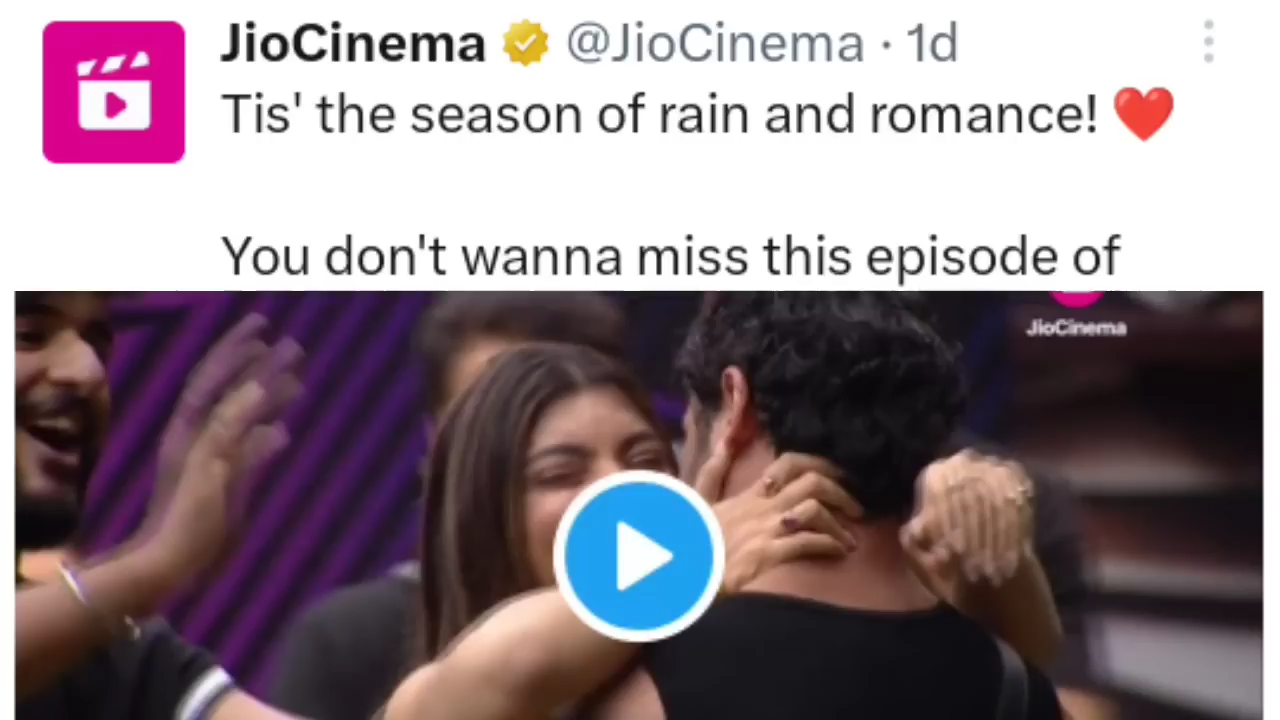 JioCinema @JioCinema · 1d
Tis' the season of rain and romance! ❤️
You don't wanna miss this episode of
JioCinema